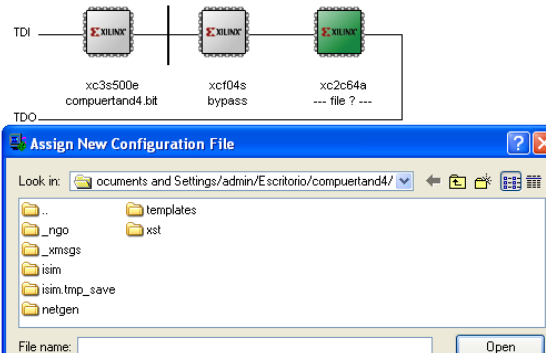 TDI
XILINX XILINX XILINX
xc3s500e xcf04s xc2c64a
compuertand4.bit bypass --- file ? ---
TDO
Assign New Configuration File
Look in: ocuments and Settings/admin/Escritorio/compuertand4/
.. templates
_ngo xst
_xmsgs
isim
isim.tmp_save
netgen
File name: Open